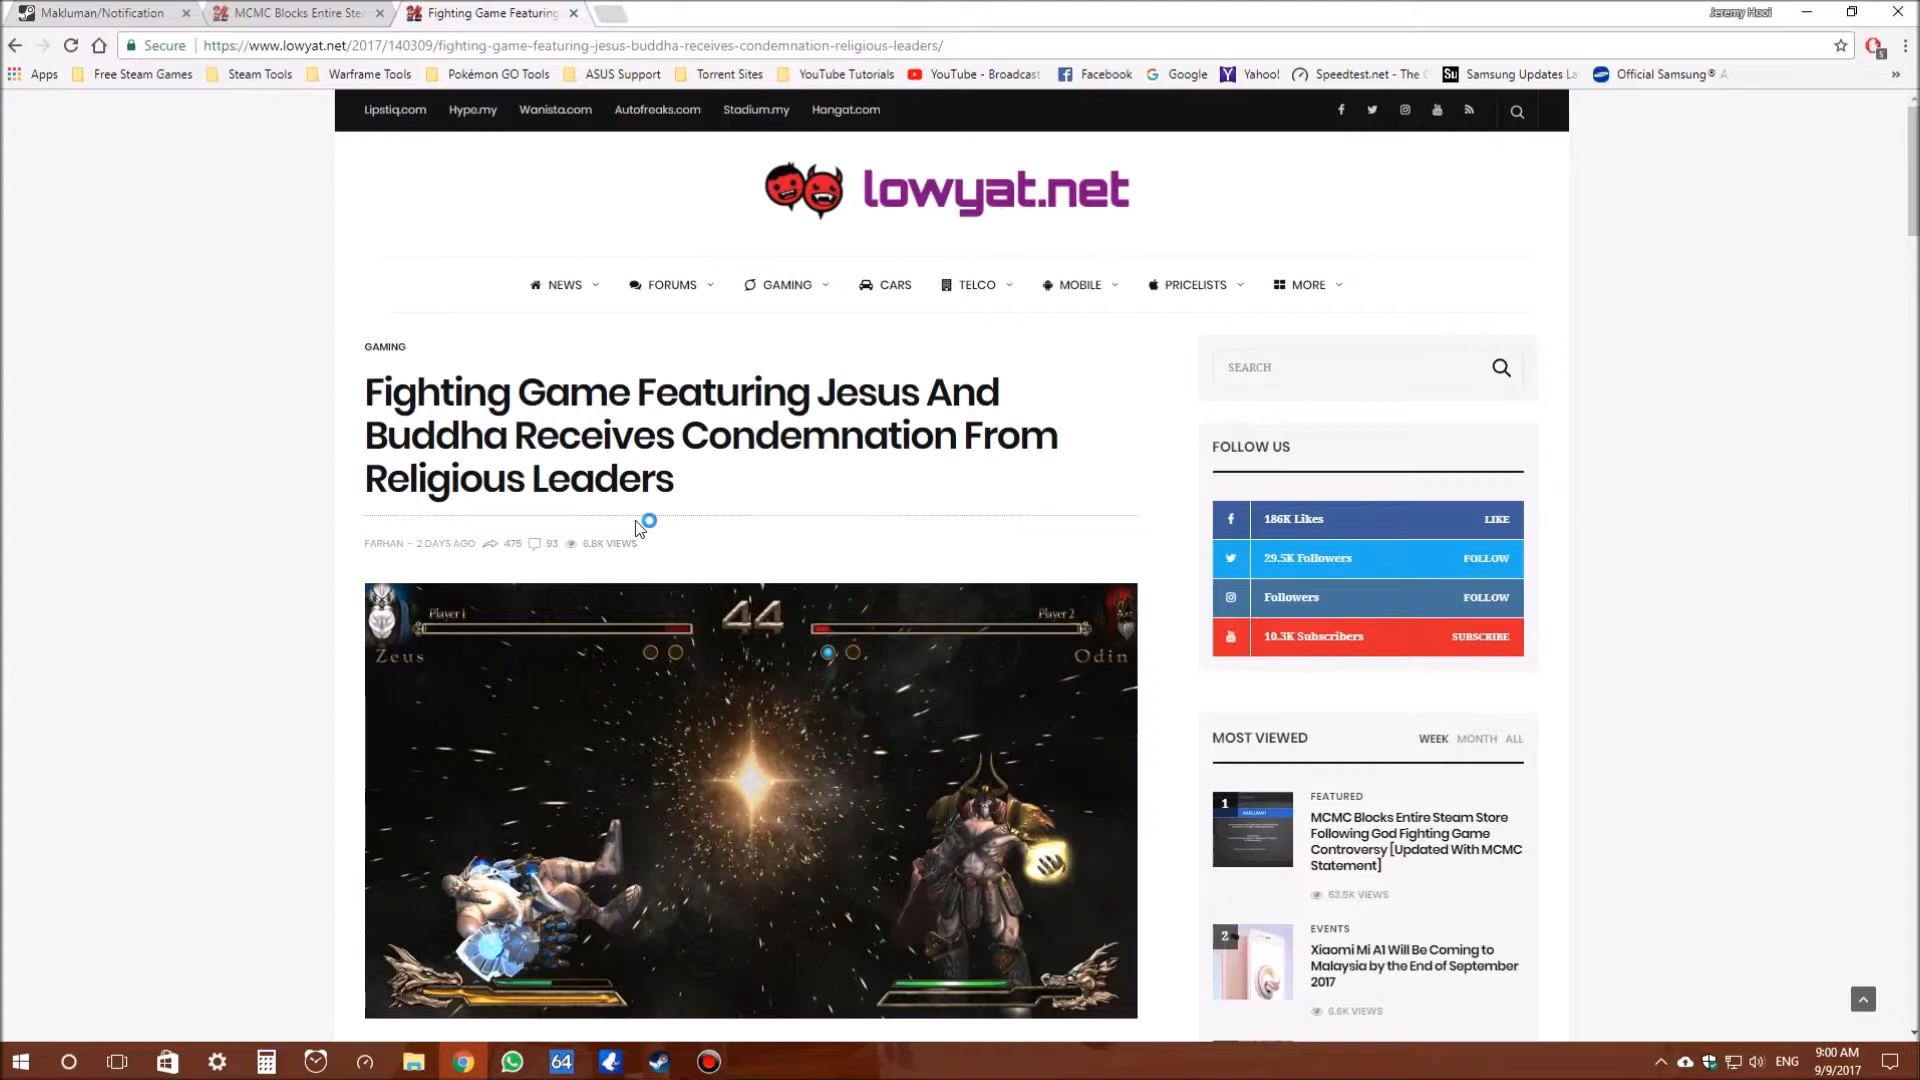 Makluman/Notification
MCMC Blocks Entire Ste
Fighting Game Featuring
Jeremy Hooi
Secure
https://www.lowyat.net/2017/140309/fighting-game-featuring-jesus-buddha-receives-condemnation-religious-leaders/
5
Apps
Free Steam Games
Steam Tools
Warframe Tools
Pokémon GO Tools
ASUS Support
Torrent Sites
YouTube Tutorials
YouTube - Broadcast
Facebook
Google
Yahoo!
Speedtest.net - The
Samsung Updates
Official Samsung®
Lipstiq.com
Hype.my
Wanista.com
Autofreaks.com
Stadium.my
Hangat.com
lowyat.net
NEWS
FORUMS
GAMING
CARS
TELCO
MOBILE
PRICELISTS
MORE
GAMING
Fighting Game Featuring Jesus And
Buddha Receives Condemnation From
Religious Leaders
FARHAN - 2 DAYS AGO 475 93 6.8K VIEWS
Player 1
44
Player 2
Zeus
Odin
SEARCH
FOLLOW US
186K Likes LIKE
29.5K Followers FOLLOW
Followers FOLLOW
10.3K Subscribers SUBSCRIBE
MOST VIEWED WEEK MONTH ALL
1
FEATURED
MCMC Blocks Entire Steam Store
Following God Fighting Game
Controversy [Updated With MCMC
Statement]
53.5K VIEWS
2
EVENTS
Xiaomi Mi A1 Will Be Coming to
Malaysia by the End of September
2017
6.6K VIEWS
64
ENG
9:00 AM
9/9/2017